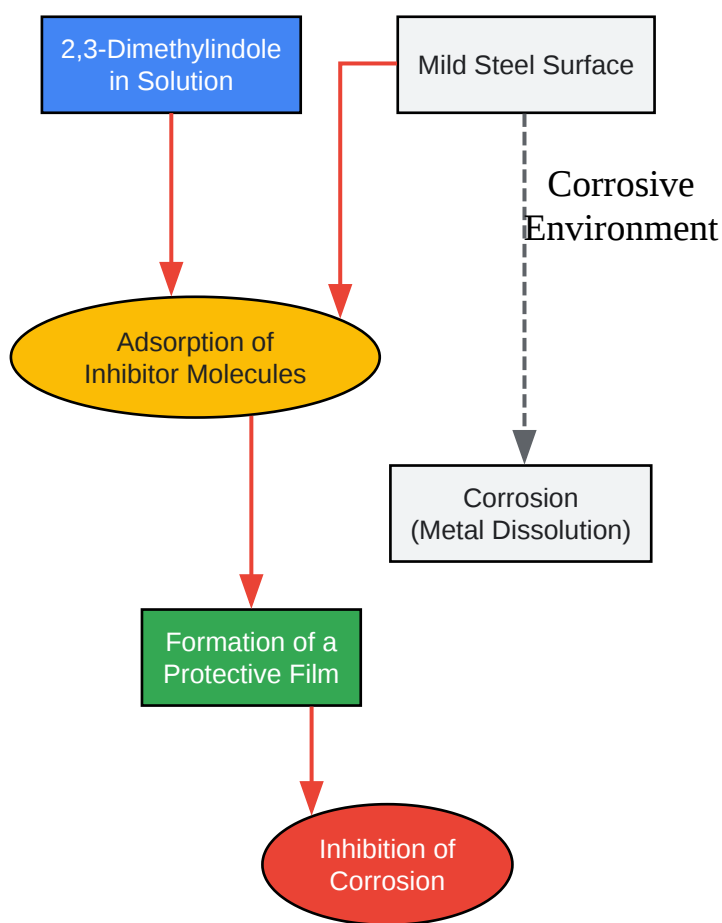 2,3-Dimethylindole
in Solution
Mild Steel Surface
Corrosive
Environment
Adsorption of
Inhibitor Molecules
Corrosion
(Metal Dissolution)
Formation of a
Protective Film
Inhibition of
Corrosion